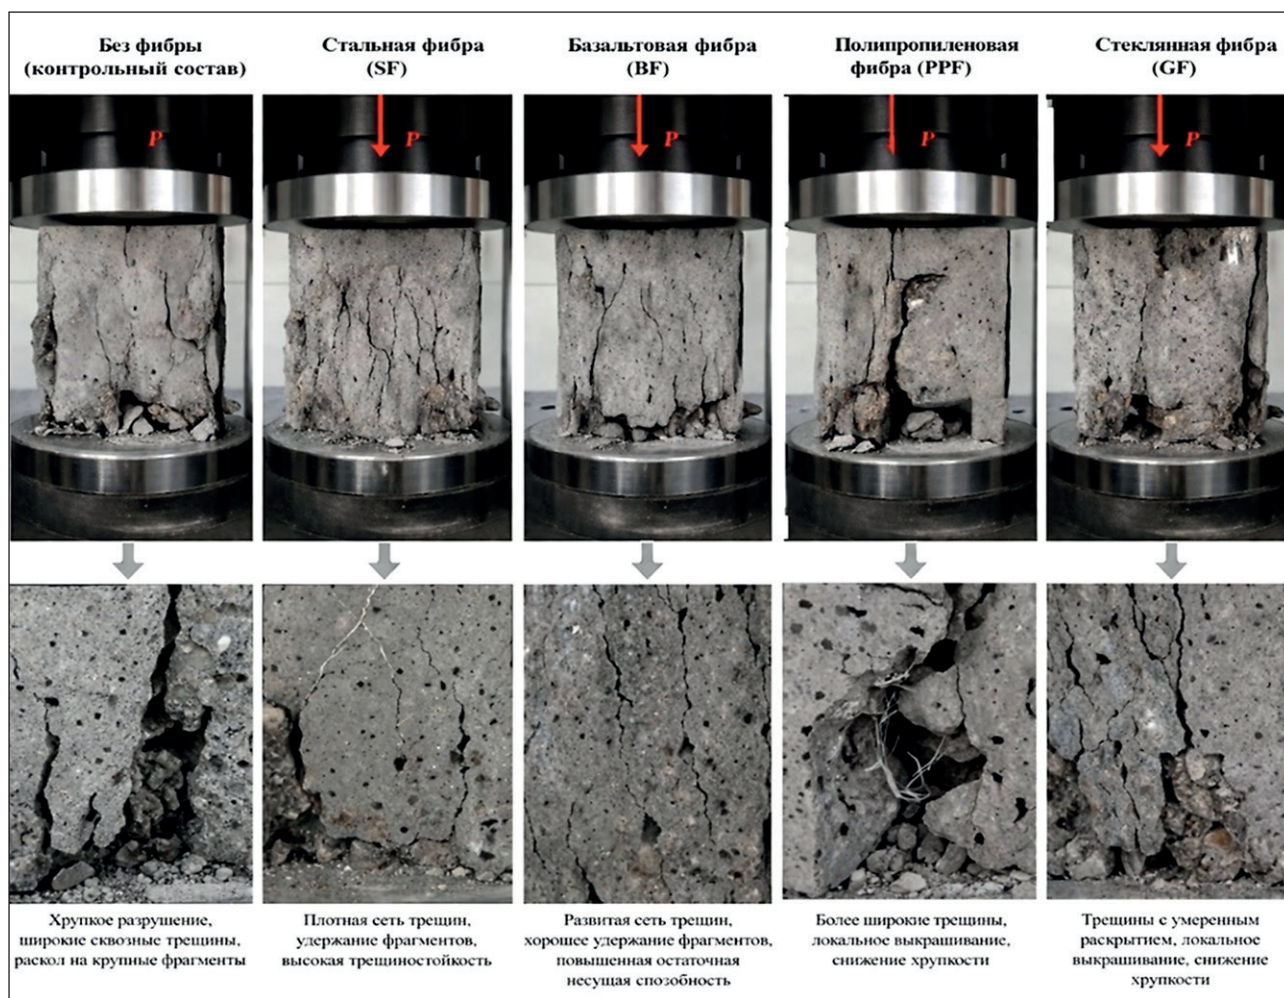 Без фибры
(контрольный состав)
Стальная фибра
(SF)
Базальтовая фибра
(BF)
Полипропиленовая
фибра (PPF)
Стеклянная фибра
(GF)
P
P
P
P
P
Хрупкое разрушение,
широкие сквозные трещины,
раскол на крупные фрагменты
Плотная сеть трещин,
удержание фрагментов,
высокая трещиностойкость
Развитая сеть трещин,
хорошее удержание фрагментов,
повышенная остаточная
несущая спозобность
Более широкие трещины,
локальное выкрашивание,
снижение хрупкости
Трещины с умеренным
раскрытием, локальное
выкрашивание, снижение
хрупкости